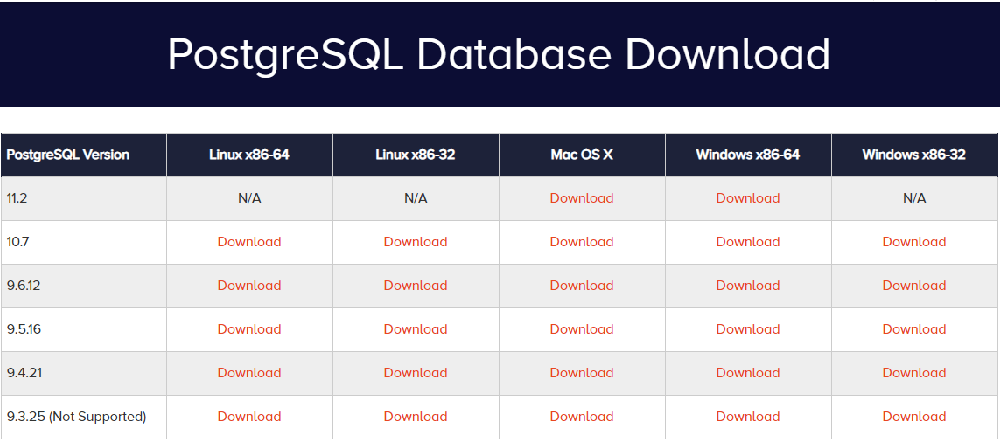 PostgreSQL Database Download
PostgreSQL Version Linux x86-64 Linux x86-32 Mac OS X Windows x86-64 Windows x86-32
11.2 N/A N/A Download Download N/A
10.7 Download Download Download Download Download
9.6.12 Download Download Download Download Download
9.5.16 Download Download Download Download Download
9.4.21 Download Download Download Download Download
9.3.25 (Not Supported) Download Download Download Download Download